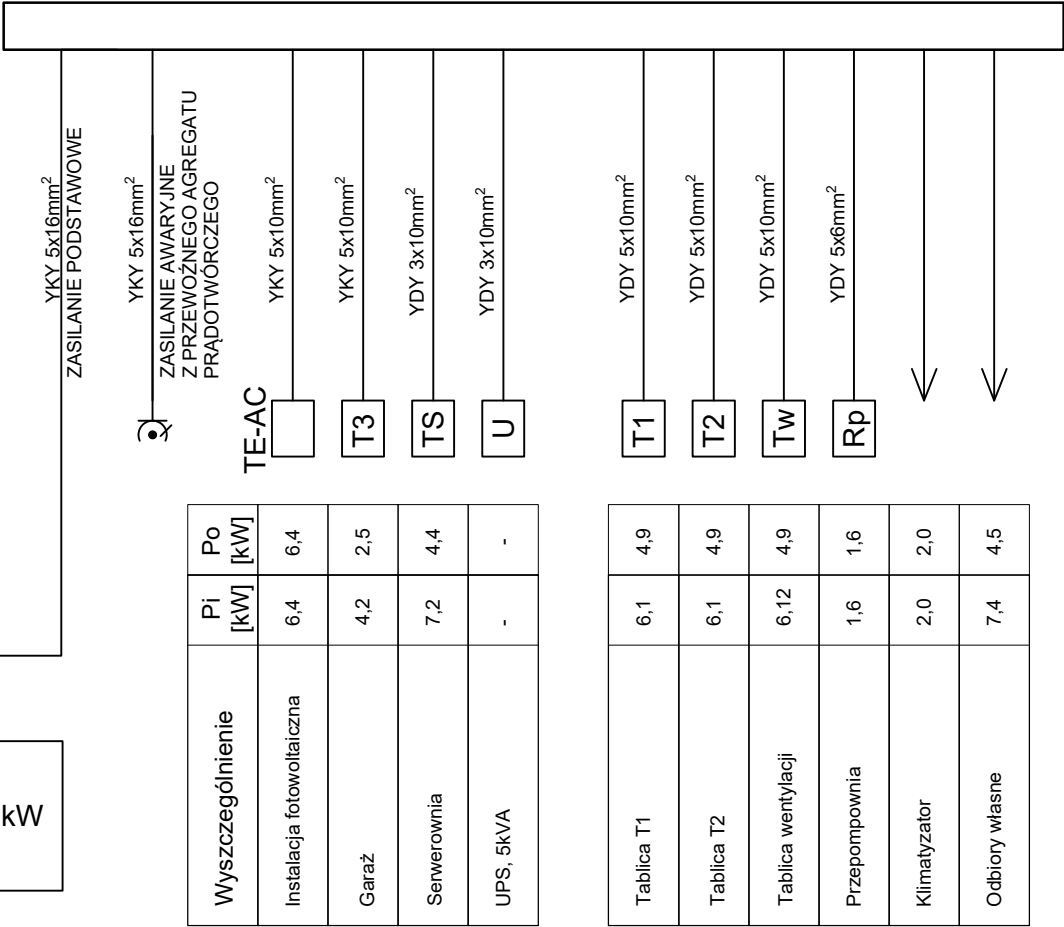 YKY 5x16mm²
ZASILANIE PODSTAWOWE
YKY 5x16mm²
ZASILANIE AWARYJNE
Z PRZEWOŹNEGO AGREGATU
PRĄDOTWÓRCZEGO
YKY 5x10mm²
YKY 5x10mm²
YDY 3x10mm²
YDY 3x10mm²
YDY 5x10mm²
YDY 5x10mm²
YDY 5x10mm²
YDY 5x6mm²
TE-AC
T3
TS
U
T1
T2
Tw
Rp
kW
Wyszczególnienie Pi [kW] Po [kW]
Instalacja fotowoltaiczna 6,4 6,4
Garaż 4,2 2,5
Serwerownia 7,2 4,4
UPS, 5kVA - -
Tablica T1 6,1 4,9
Tablica T2 6,1 4,9
Tablica wentylacji 6,12 4,9
Przepompownia 1,6 1,6
Klimatyzator 2,0 2,0
Odbiory własne 7,4 4,5